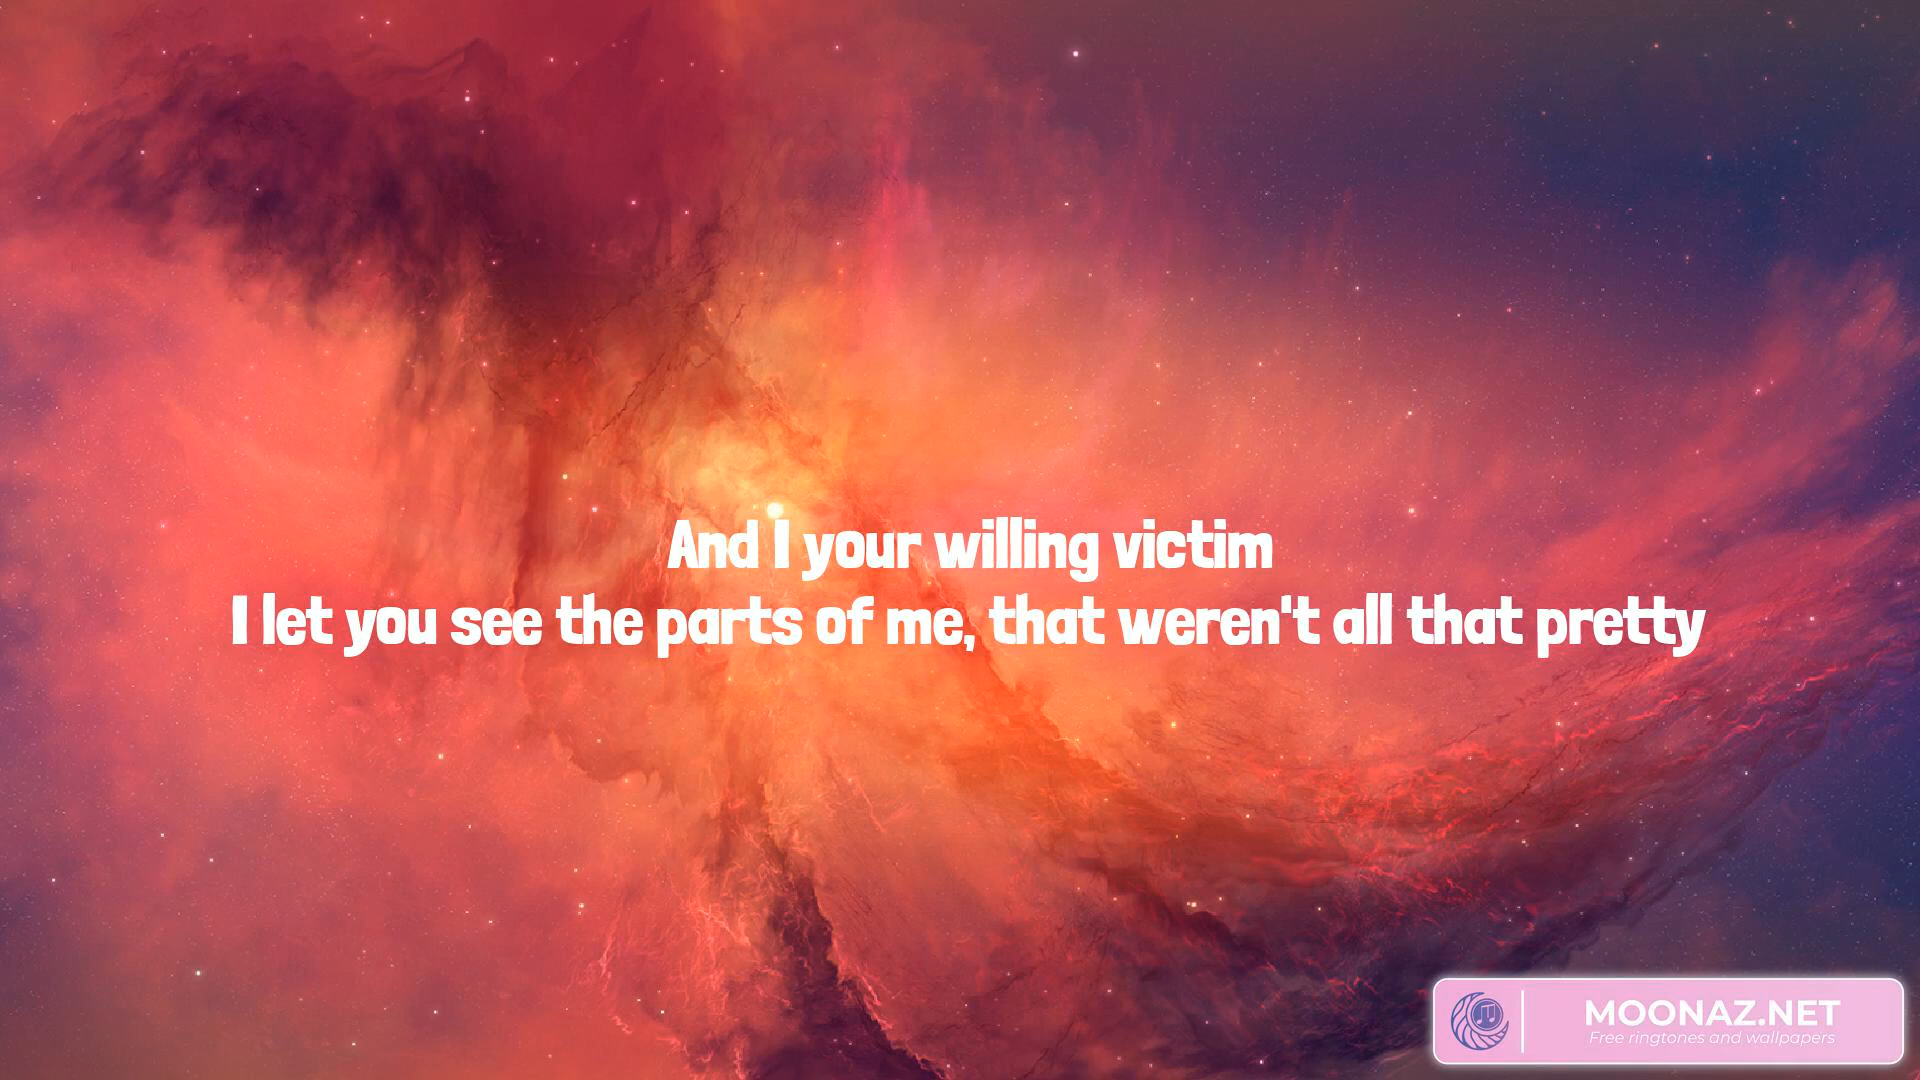 And I your willing victim
I let you see the parts of me, that weren't all that pretty
MOONAZ.NET
Free ringtones and wallpapers